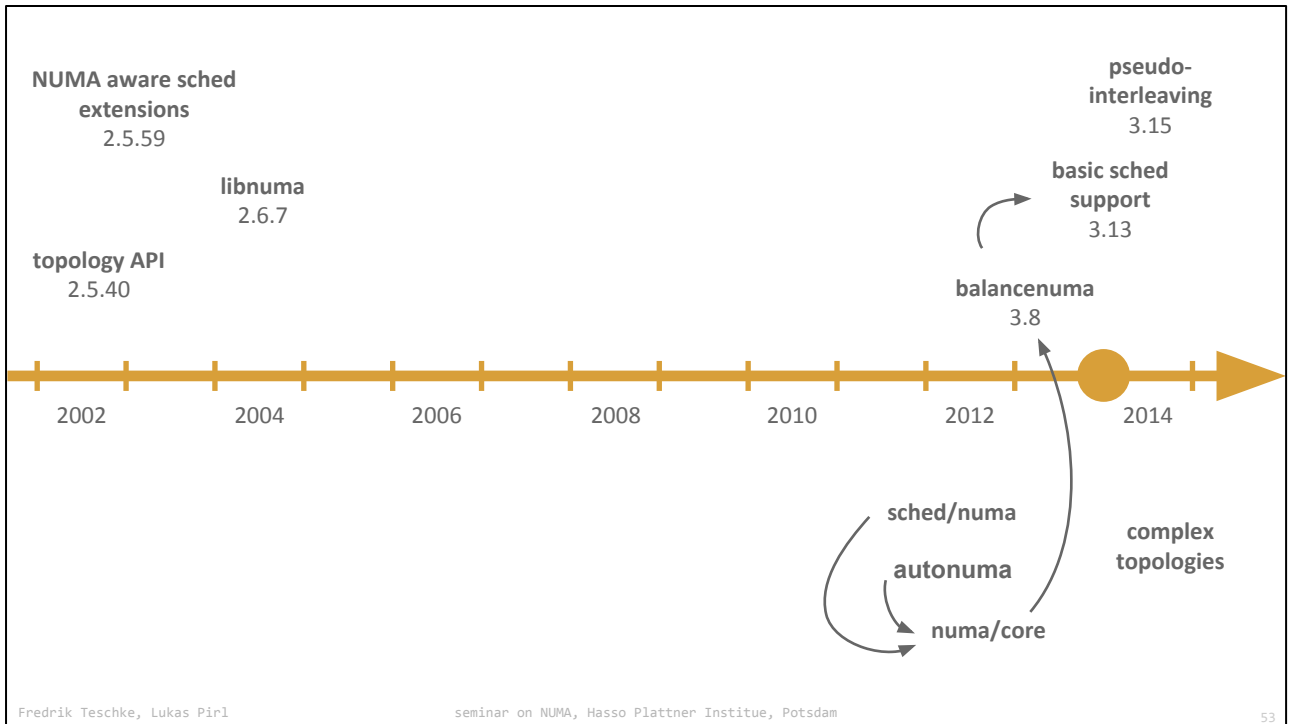 NUMA aware sched
extensions
2.5.59
libnuma
2.6.7
topology API
2.5.40
pseudo-
interleaving
3.15
basic sched
support
3.13
balancenuma
3.8
2002
2004
2006
2008
2010
2012
2014
sched/numa
autonuma
numa/core
complex
topologies
Fredrik Teschke, Lukas Pirl
seminar on NUMA, Hasso Plattner Institue, Potsdam
53